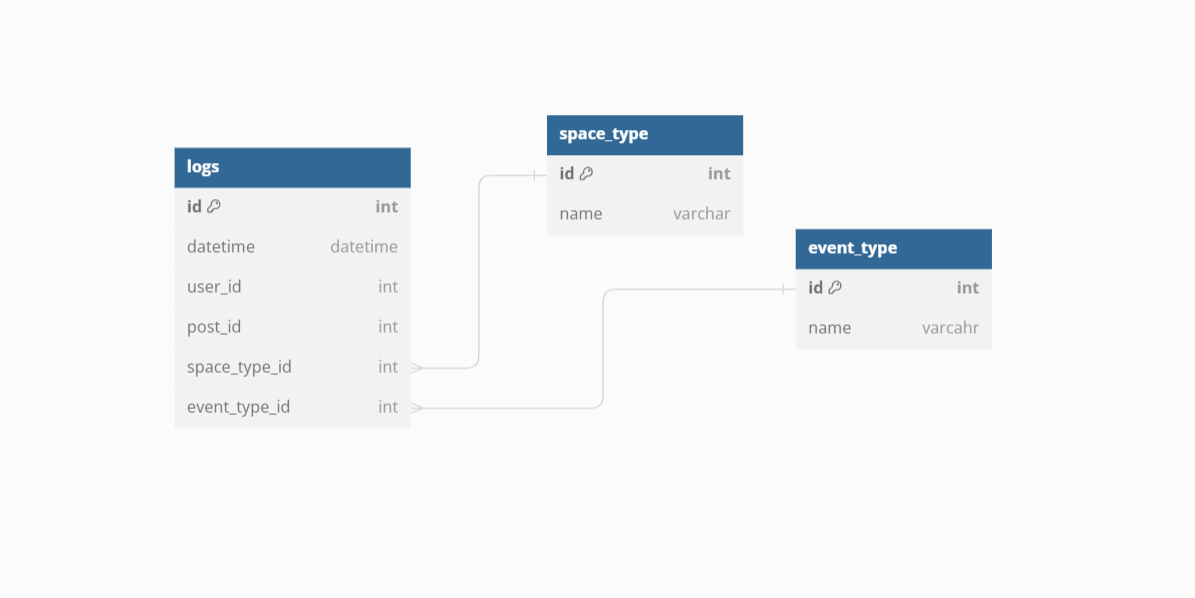 logs
id int
datetime datetime
user_id int
post_id int
space_type_id int
event_type_id int
space_type
id int
name varchar
event_type
id int
name varcahr